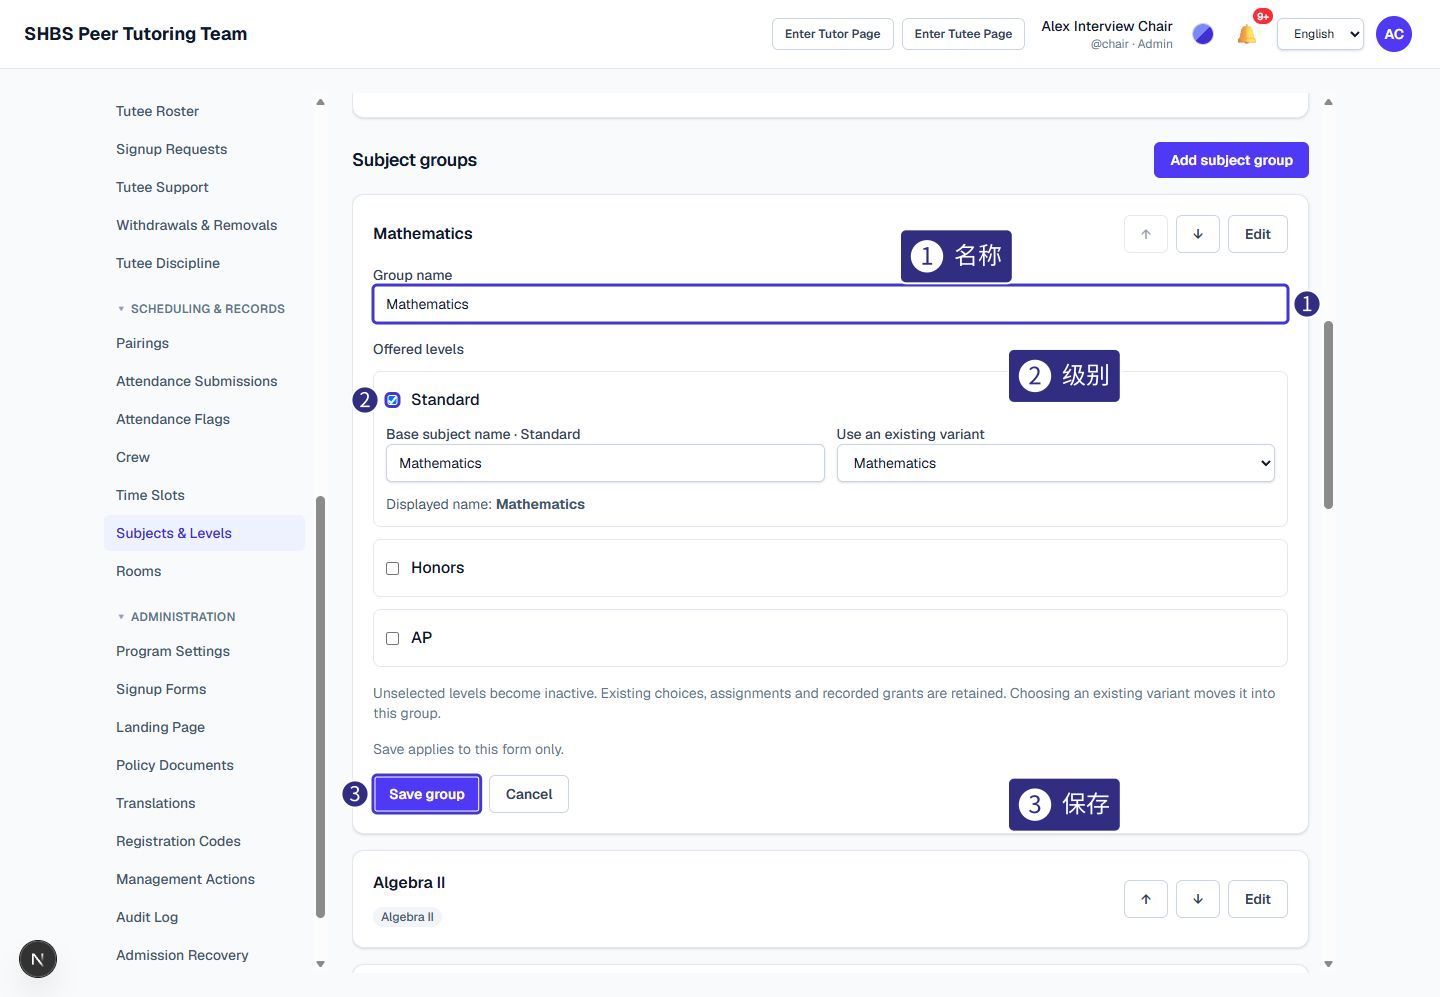 SHBS Peer Tutoring Team
Enter Tutor Page
Enter Tutee Page
Alex Interview Chair
@chair · Admin
9+
English
AC
Tutee Roster
Signup Requests
Tutee Support
Withdrawals & Removals
Tutee Discipline
SCHEDULING & RECORDS
Pairings
Attendance Submissions
Attendance Flags
Crew
Time Slots
Subjects & Levels
Rooms
ADMINISTRATION
Program Settings
Signup Forms
Landing Page
Policy Documents
Translations
Registration Codes
Management Actions
Audit Log
Admission Recovery
N
Subject groups
Add subject group
Mathematics
↑
↓
Edit
1 名称
Group name
Mathematics
1
Offered levels
2 级别
2
Standard
Base subject name · Standard
Use an existing variant
Mathematics
Mathematics
Displayed name: Mathematics
Honors
AP
Unselected levels become inactive. Existing choices, assignments and recorded grants are retained. Choosing an existing variant moves it into
this group.
Save applies to this form only.
3
Save group
Cancel
3 保存
Algebra II
Algebra II
↑
↓
Edit